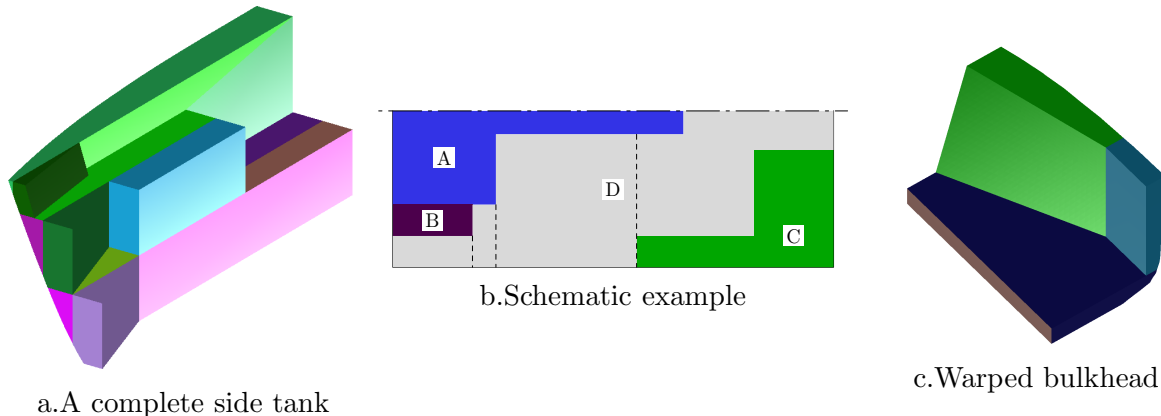 A
B
D
C
b.Schematic example
c.Warped bulkhead
a.A complete side tank